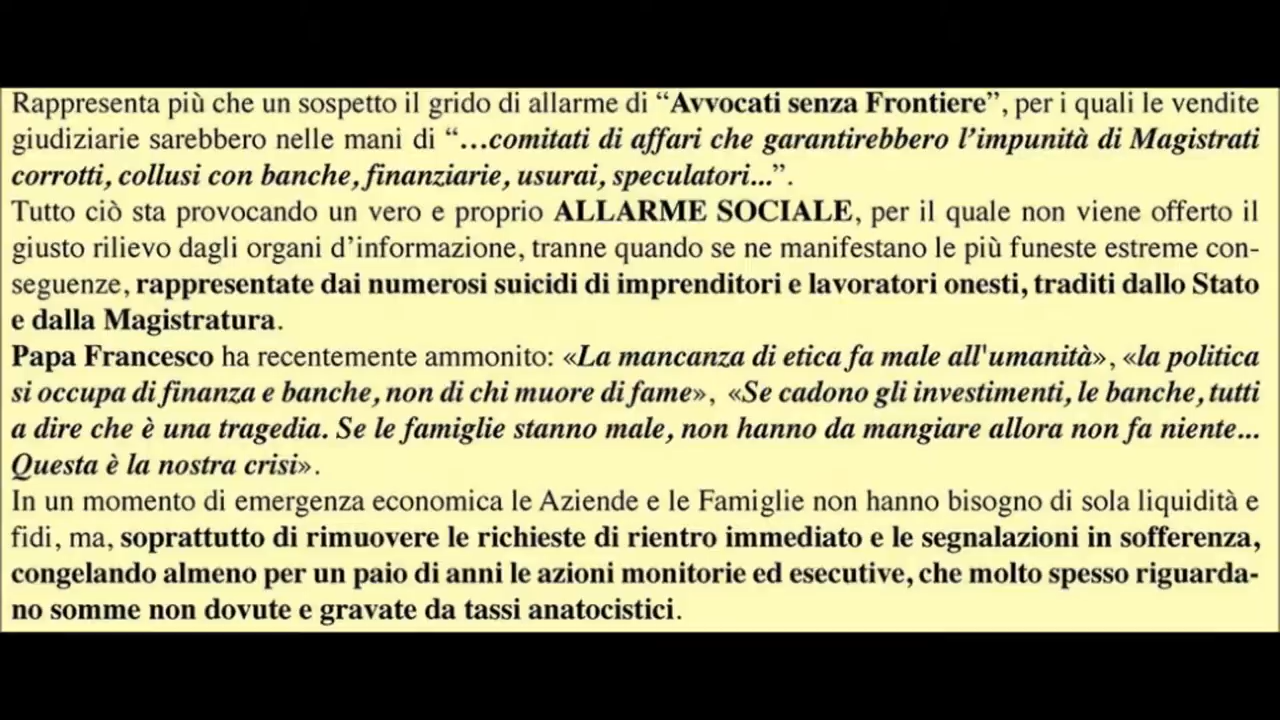 Rappresenta più che un sospetto il grido di allarme di “Avvocati senza Frontiere”, per i quali le vendite
giudiziarie sarebbero nelle mani di “…comitati di affari che garantirebbero l’impunità di Magistrati
corrotti, collusi con banche, finanziarie, usurai, speculatori...”.
Tutto ciò sta provocando un vero e proprio ALLARME SOCIALE, per il quale non viene offerto il
giusto rilievo dagli organi d’informazione, tranne quando se ne manifestano le più funeste estreme con-
seguenze, rappresentate dai numerosi suicidi di imprenditori e lavoratori onesti, traditi dallo Stato
e dalla Magistratura.
Papa Francesco ha recentemente ammonito: «La mancanza di etica fa male all'umanità», «la politica
si occupa di finanza e banche, non di chi muore di fame», «Se cadono gli investimenti, le banche, tutti
a dire che è una tragedia. Se le famiglie stanno male, non hanno da mangiare allora non fa niente...
Questa è la nostra crisi».
In un momento di emergenza economica le Aziende e le Famiglie non hanno bisogno di sola liquidità e
fidi, ma, soprattutto di rimuovere le richieste di rientro immediato e le segnalazioni in sofferenza,
congelando almeno per un paio di anni le azioni monitorie ed esecutive, che molto spesso riguarda-
no somme non dovute e gravate da tassi anatocistici.